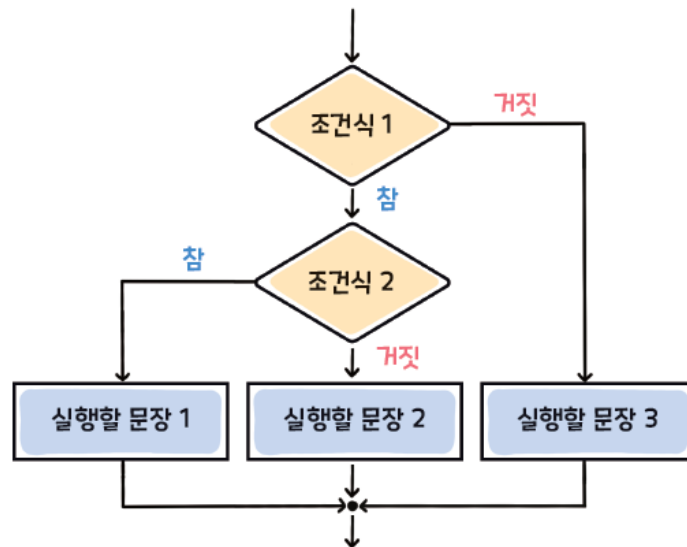 조건식 1
거짓
참
조건식 2
참
거짓
실행할 문장 1
실행할 문장 2
실행할 문장 3